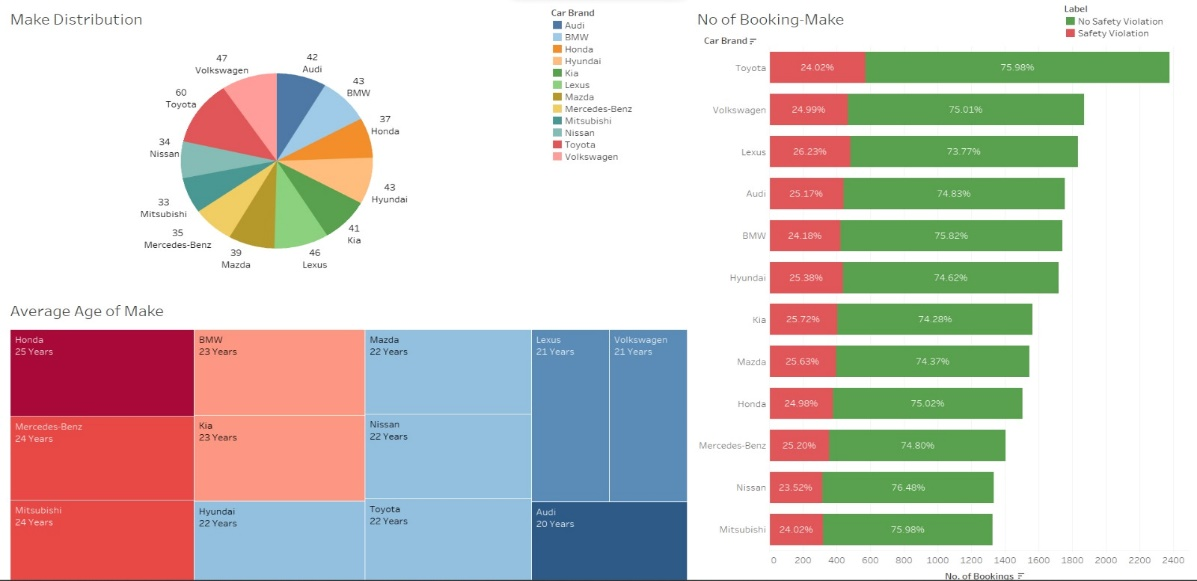 Make Distribution
47
Volkswagen
42
Audi
43
BMW
37
Honda
43
Hyundai
41
Kia
46
Lexus
39
Mazda
35
Mercedes-Benz
33
Mitsubishi
34
Nissan
60
Toyota
Car Brand
Audi
BMW
Honda
Hyundai
Kia
Lexus
Mazda
Mercedes-Benz
Mitsubishi
Nissan
Toyota
Volkswagen
Average Age of Make
Honda
25 Years
Mercedes-Benz
24 Years
Mitsubishi
24 Years
BMW
23 Years
Kia
23 Years
Hyundai
22 Years
Mazda
22 Years
Nissan
22 Years
Toyota
22 Years
Lexus
21 Years
Volkswagen
21 Years
Audi
20 Years
No of Booking-Make
Label
No Safety Violation
Safety Violation
Car Brand
Toyota 24.02% 75.98%
Volkswagen 24.99% 75.01%
Lexus 26.23% 73.77%
Audi 25.17% 74.83%
BMW 24.18% 75.82%
Hyundai 25.38% 74.62%
Kia 25.72% 74.28%
Mazda 25.63% 74.37%
Honda 24.98% 75.02%
Mercedes-Benz 25.20% 74.80%
Nissan 23.52% 76.48%
Mitsubishi 24.02% 75.98%
0 200 400 600 800 1000 1200 1400 1600 1800 2000 2200 2400
No. of Bookings